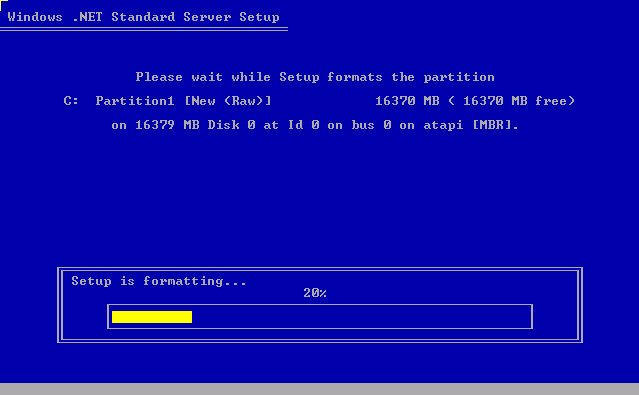 Windows .NET Standard Server Setup
Please wait while Setup formats the partition
C: Partition1 [New (Raw)] 16370 MB ( 16370 MB free)
on 16379 MB Disk 0 at Id 0 on bus 0 on atapi [MBR].
Setup is formatting...
20%